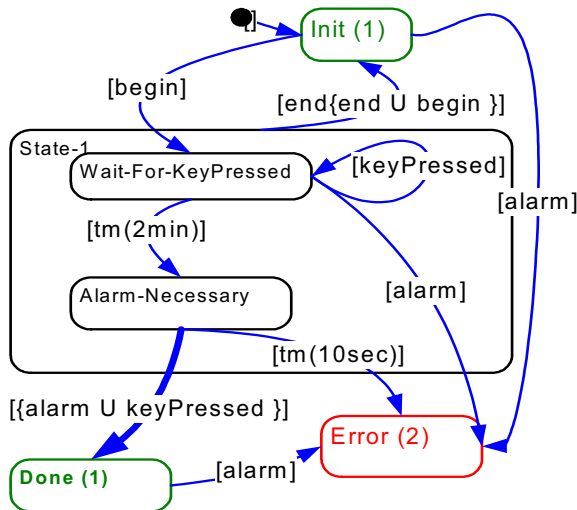 []
Init (1)
[begin]
[end{end U begin }]
State-1
Wait-For-KeyPressed
[keyPressed]
[alarm]
[tm(2min)]
Alarm-Necessary
[alarm]
[tm(10sec)]
[{alarm U keyPressed }]
Error (2)
Done (1)
[alarm]